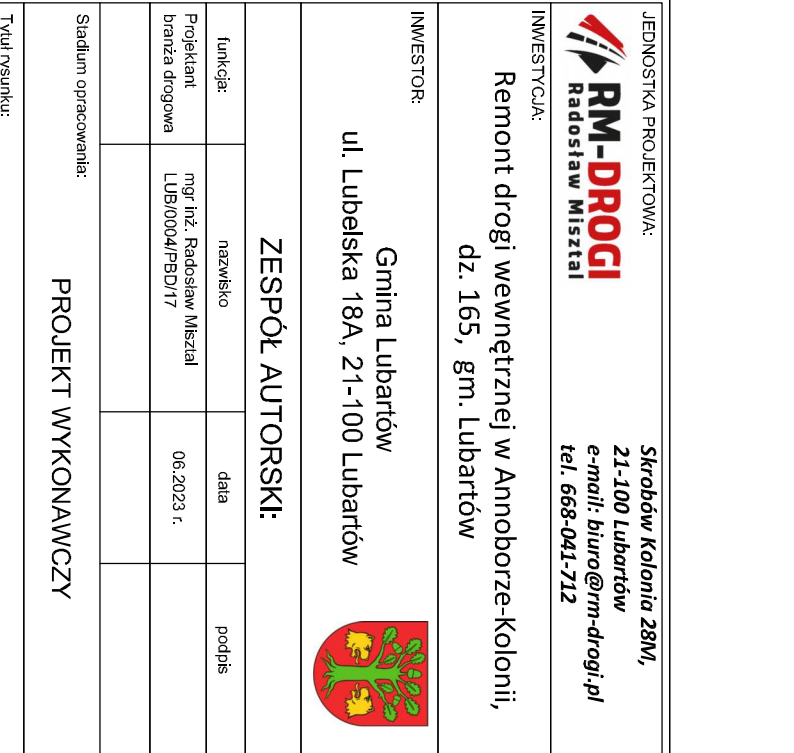 JEDNOSTKA PROJEKTOWA:
RM-DROGI
Radosław Misztal
Skrobów Kolonia 28M,
21-100 Lubartów
e-mail: biuro@rm-drogi.pl
tel. 668-041-712
INWESTYCJA:
Remont drogi wewnętrznej w Annoborze-Kolonii,
dz. 165, gm. Lubartów
INWESTOR:
Gmina Lubartów
ul. Lubelska 18A, 21-100 Lubartów
ZESPÓŁ AUTORSKI:
funkcja: nazwisko data podpis
Projektant
branża drogowa
mgr inż. Radosław Misztal
LUB/0004/PBD/17
06.2023 r.
Stadium opracowania:
PROJEKT WYKONAWCZY
Tytuł rysunku: